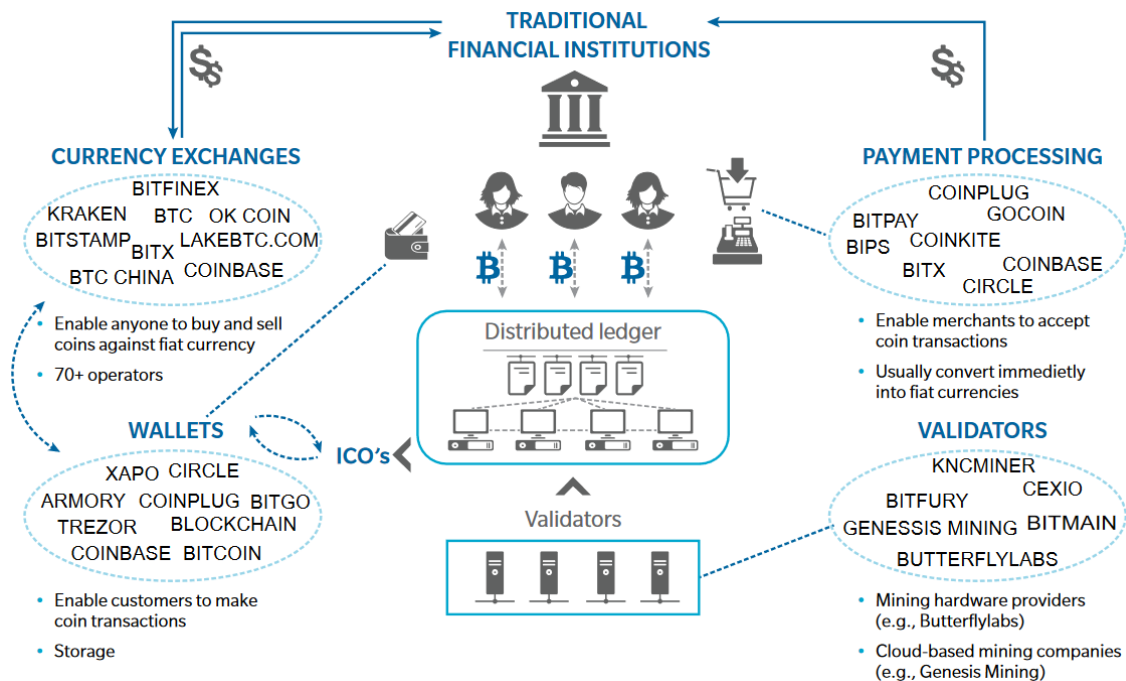 TRADITIONAL
FINANCIAL INSTITUTIONS
$$
$$
CURRENCY EXCHANGES
BITFINEX
KRAKEN BTC OK COIN
BITSTAMP BITX LAKEBTC.COM
BTC CHINA COINBASE
• Enable anyone to buy and sell
coins against fiat currency
• 70+ operators
PAYMENT PROCESSING
COINPLUG
BITPAY GOCOIN
BIPS COINKITE
BITX COINBASE
CIRCLE
• Enable merchants to accept
coin transactions
• Usually convert immedietly
into fiat currencies
Distributed ledger
WALLETS
XAPO CIRCLE
ARMORY COINPLUG BITGO
TREZOR BLOCKCHAIN
COINBASE BITCOIN
• Enable customers to make
coin transactions
• Storage
ICO's
Validators
VALIDATORS
KNCMINER
BITFURY CEXIO
GENESSIS MINING BITMAIN
BUTTERFLYLABS
• Mining hardware providers
(e.g., Butterflylabs)
• Cloud-based mining companies
(e.g., Genesis Mining)